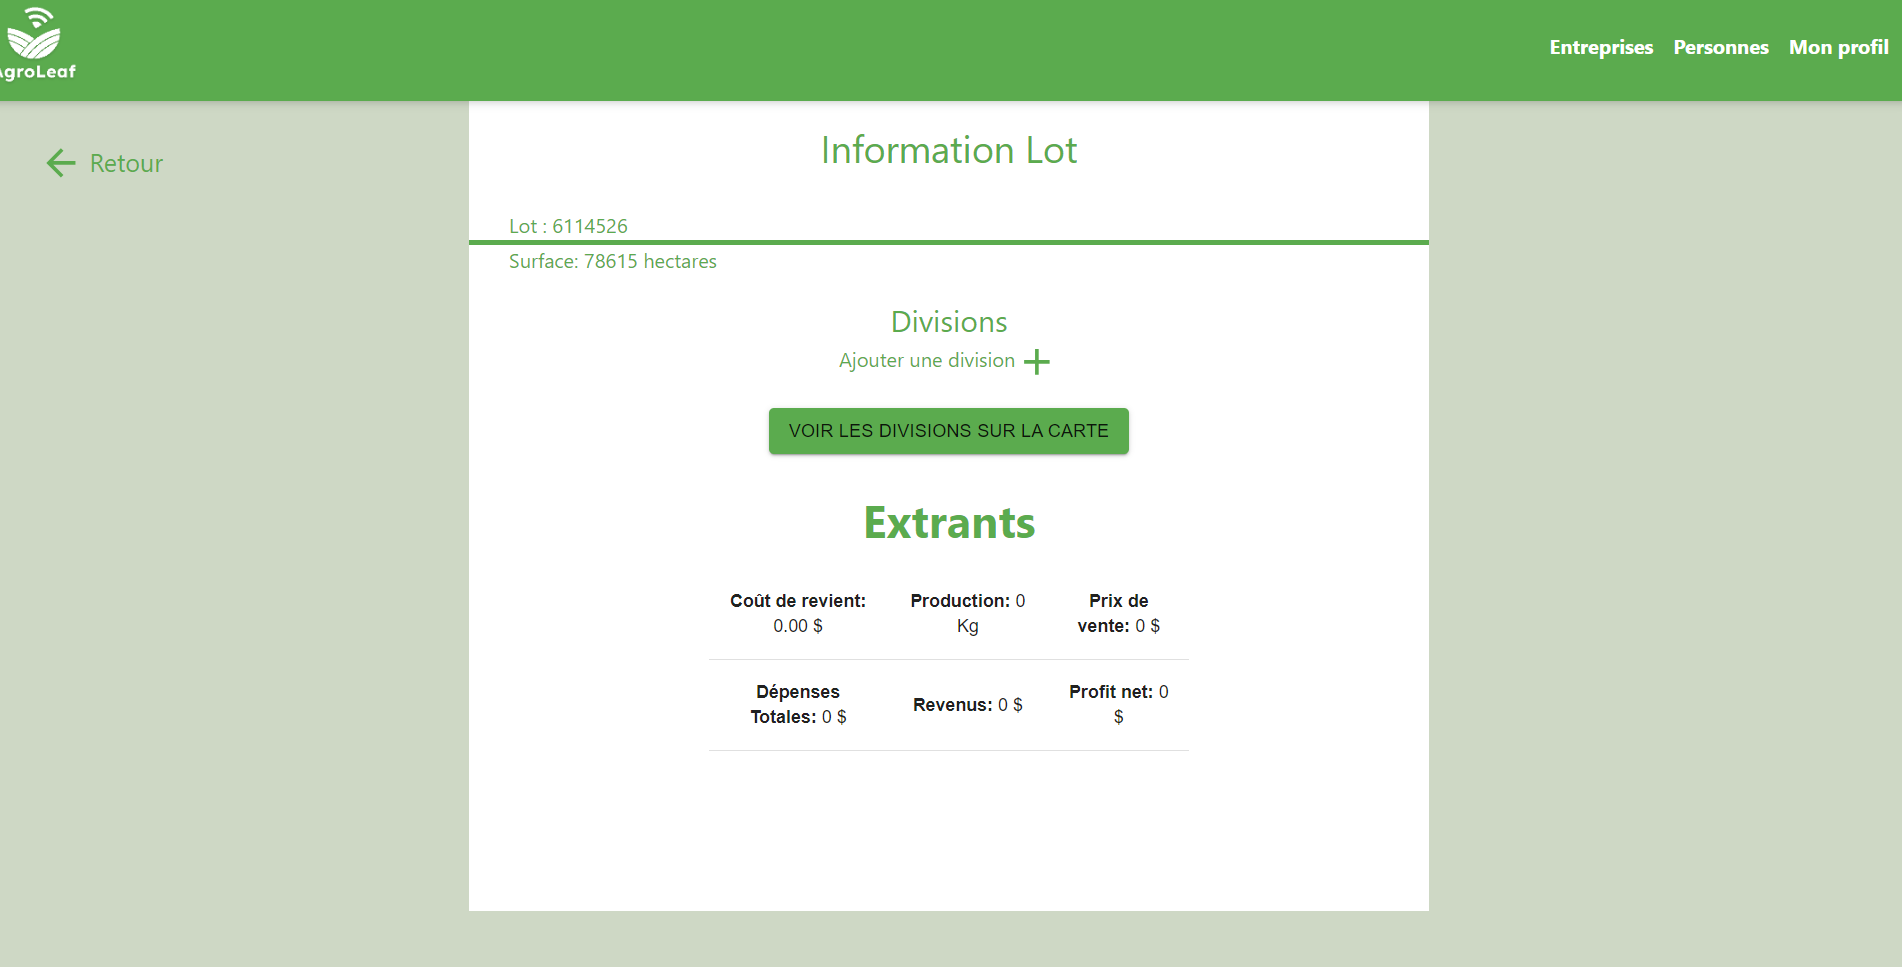 AgroLeaf
Entreprises Personnes Mon profil
Retour
Information Lot
Lot : 6114526
Surface: 78615 hectares
Divisions
Ajouter une division
VOIR LES DIVISIONS SUR LA CARTE
Extrants
Coût de revient:
0.00 $
Production: 0
Kg
Prix de
vente: 0 $
Dépenses
Totales: 0 $
Revenus: 0 $
Profit net: 0
$